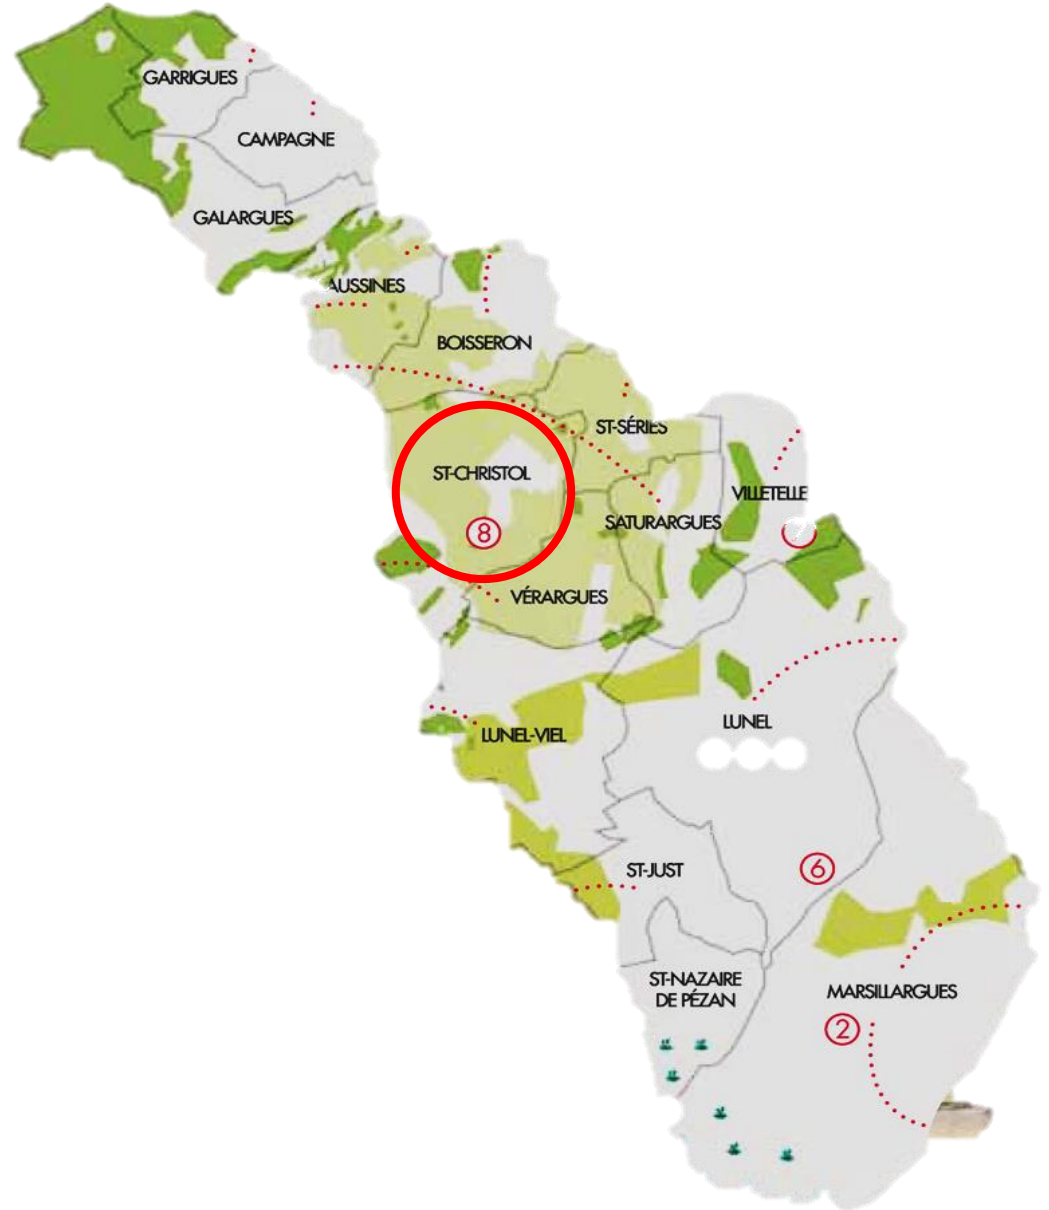 GARRIGUES
CAMPAGNE
GALARGUES
AUSSINES
BOISSERON
ST-SÉRIES
ST-CHRISTOL
VILLETELLE
SATURARGUES
8
VÉRARGUES
LUNEL
LUNEL-VIEL
ST-JUST
6
ST-NAZAIRE
DE PÉZAN
MARSILLARGUES
2